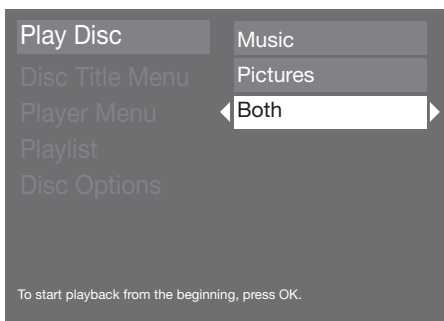 Play Disc
Disc Title Menu
Player Menu
Playlist
Disc Options
Music
Pictures
Both
To start playback from the beginning, press OK.